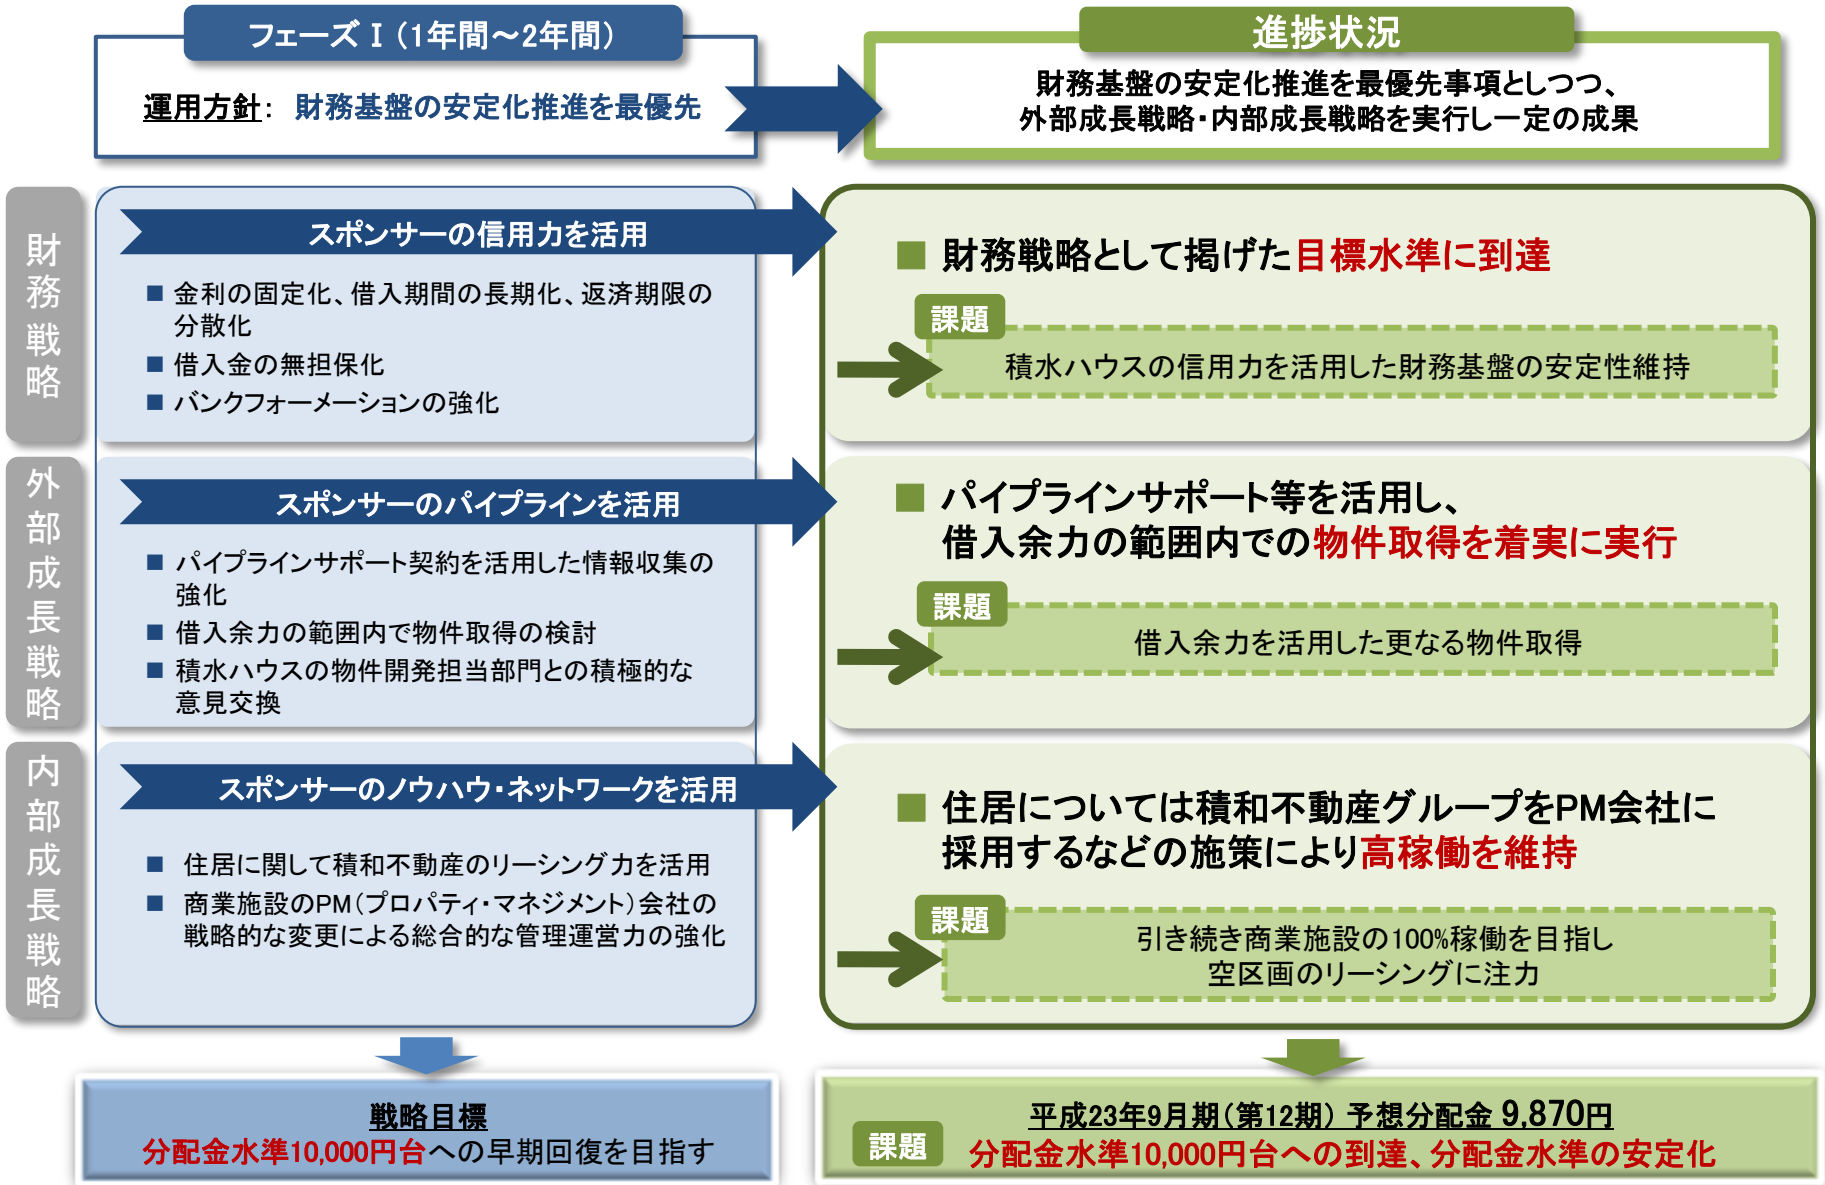 フェーズⅠ(1年間～2年間)
運用方針： 財務基盤の安定化推進を最優先
進捗状況
財務基盤の安定化推進を最優先事項としつつ、
外部成長戦略・内部成長戦略を実行し一定の成果
財務戦略
スポンサーの信用力を活用
■ 金利の固定化、借入期間の長期化、返済期限の
分散化
■ 借入金の無担保化
■ バンクフォーメーションの強化
■ 財務戦略として掲げた目標水準に到達
課題
積水ハウスの信用力を活用した財務基盤の安定性維持
外部成長戦略
スポンサーのパイプラインを活用
■ パイプラインサポート契約を活用した情報収集の
強化
■ 借入余力の範囲内で物件取得の検討
■ 積水ハウスの物件開発担当部門との積極的な
意見交換
■ パイプラインサポート等を活用し、
借入余力の範囲内での物件取得を着実に実行
課題
借入余力を活用した更なる物件取得
内部成長戦略
スポンサーのノウハウ・ネットワークを活用
■ 住居に関して積和不動産のリーシング力を活用
■ 商業施設のPM(プロパティ・マネジメント)会社の
戦略的な変更による総合的な管理運営力の強化
■ 住居については積和不動産グループをPM会社に
採用するなどの施策により高稼働を維持
課題
引き続き商業施設の100%稼働を目指し
空区画のリーシングに注力
戦略目標
分配金水準10,000円台への早期回復を目指す
平成23年9月期(第12期) 予想分配金 9,870円
課題
分配金水準10,000円台への到達、分配金水準の安定化